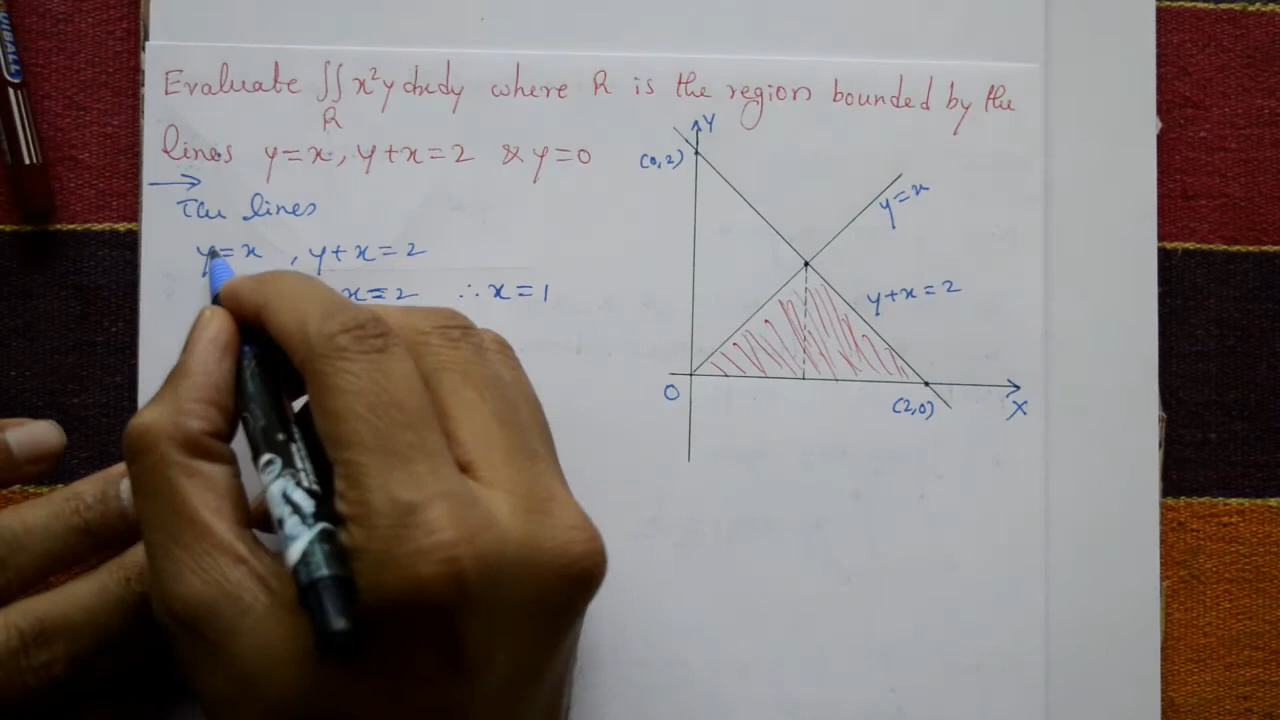 Evaluate ∬ x²y dxdy where R is the region bounded by the
R
lines y=x, y+x=2 & y=0
→
The lines
y=x , y+x=2
x=2 ∴ x=1
Y
(0,2)
y=x
y+x=2
O
(2,0)
X